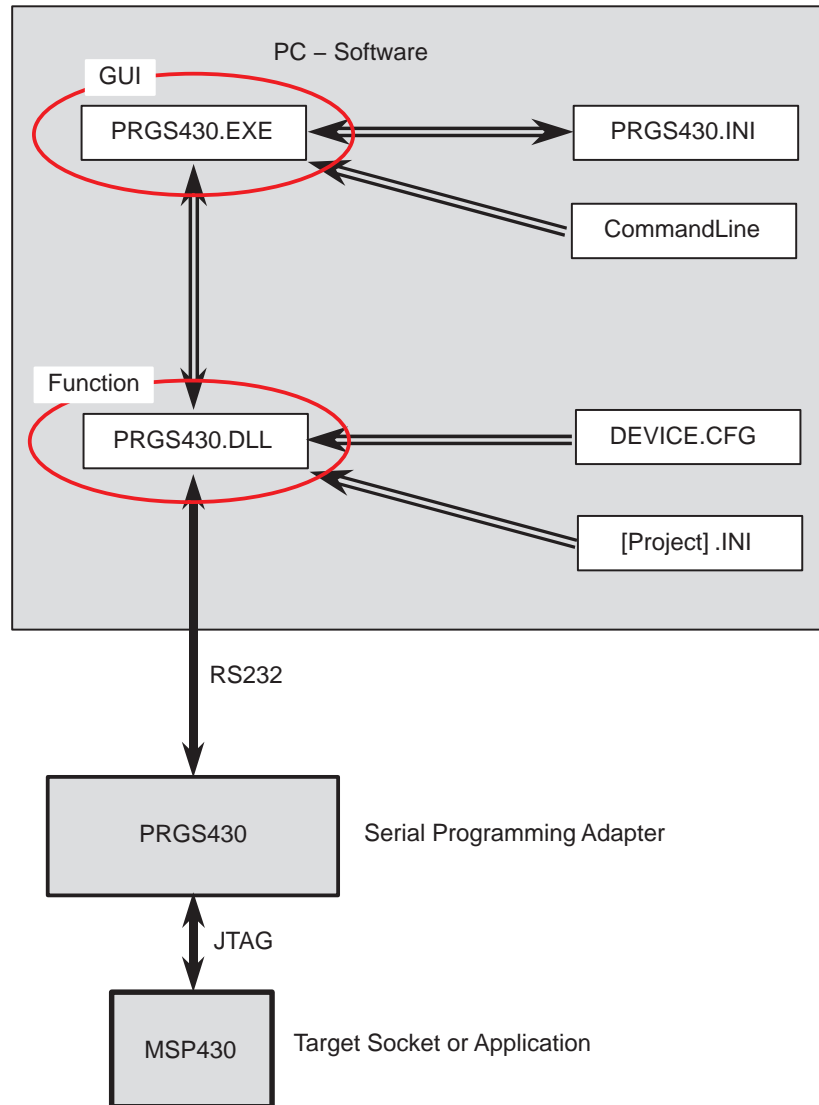 PC – Software
GUI
PRGS430.EXE
PRGS430.INI
CommandLine
Function
PRGS430.DLL
DEVICE.CFG
[Project] .INI
RS232
PRGS430
Serial Programming Adapter
JTAG
MSP430
Target Socket or Application